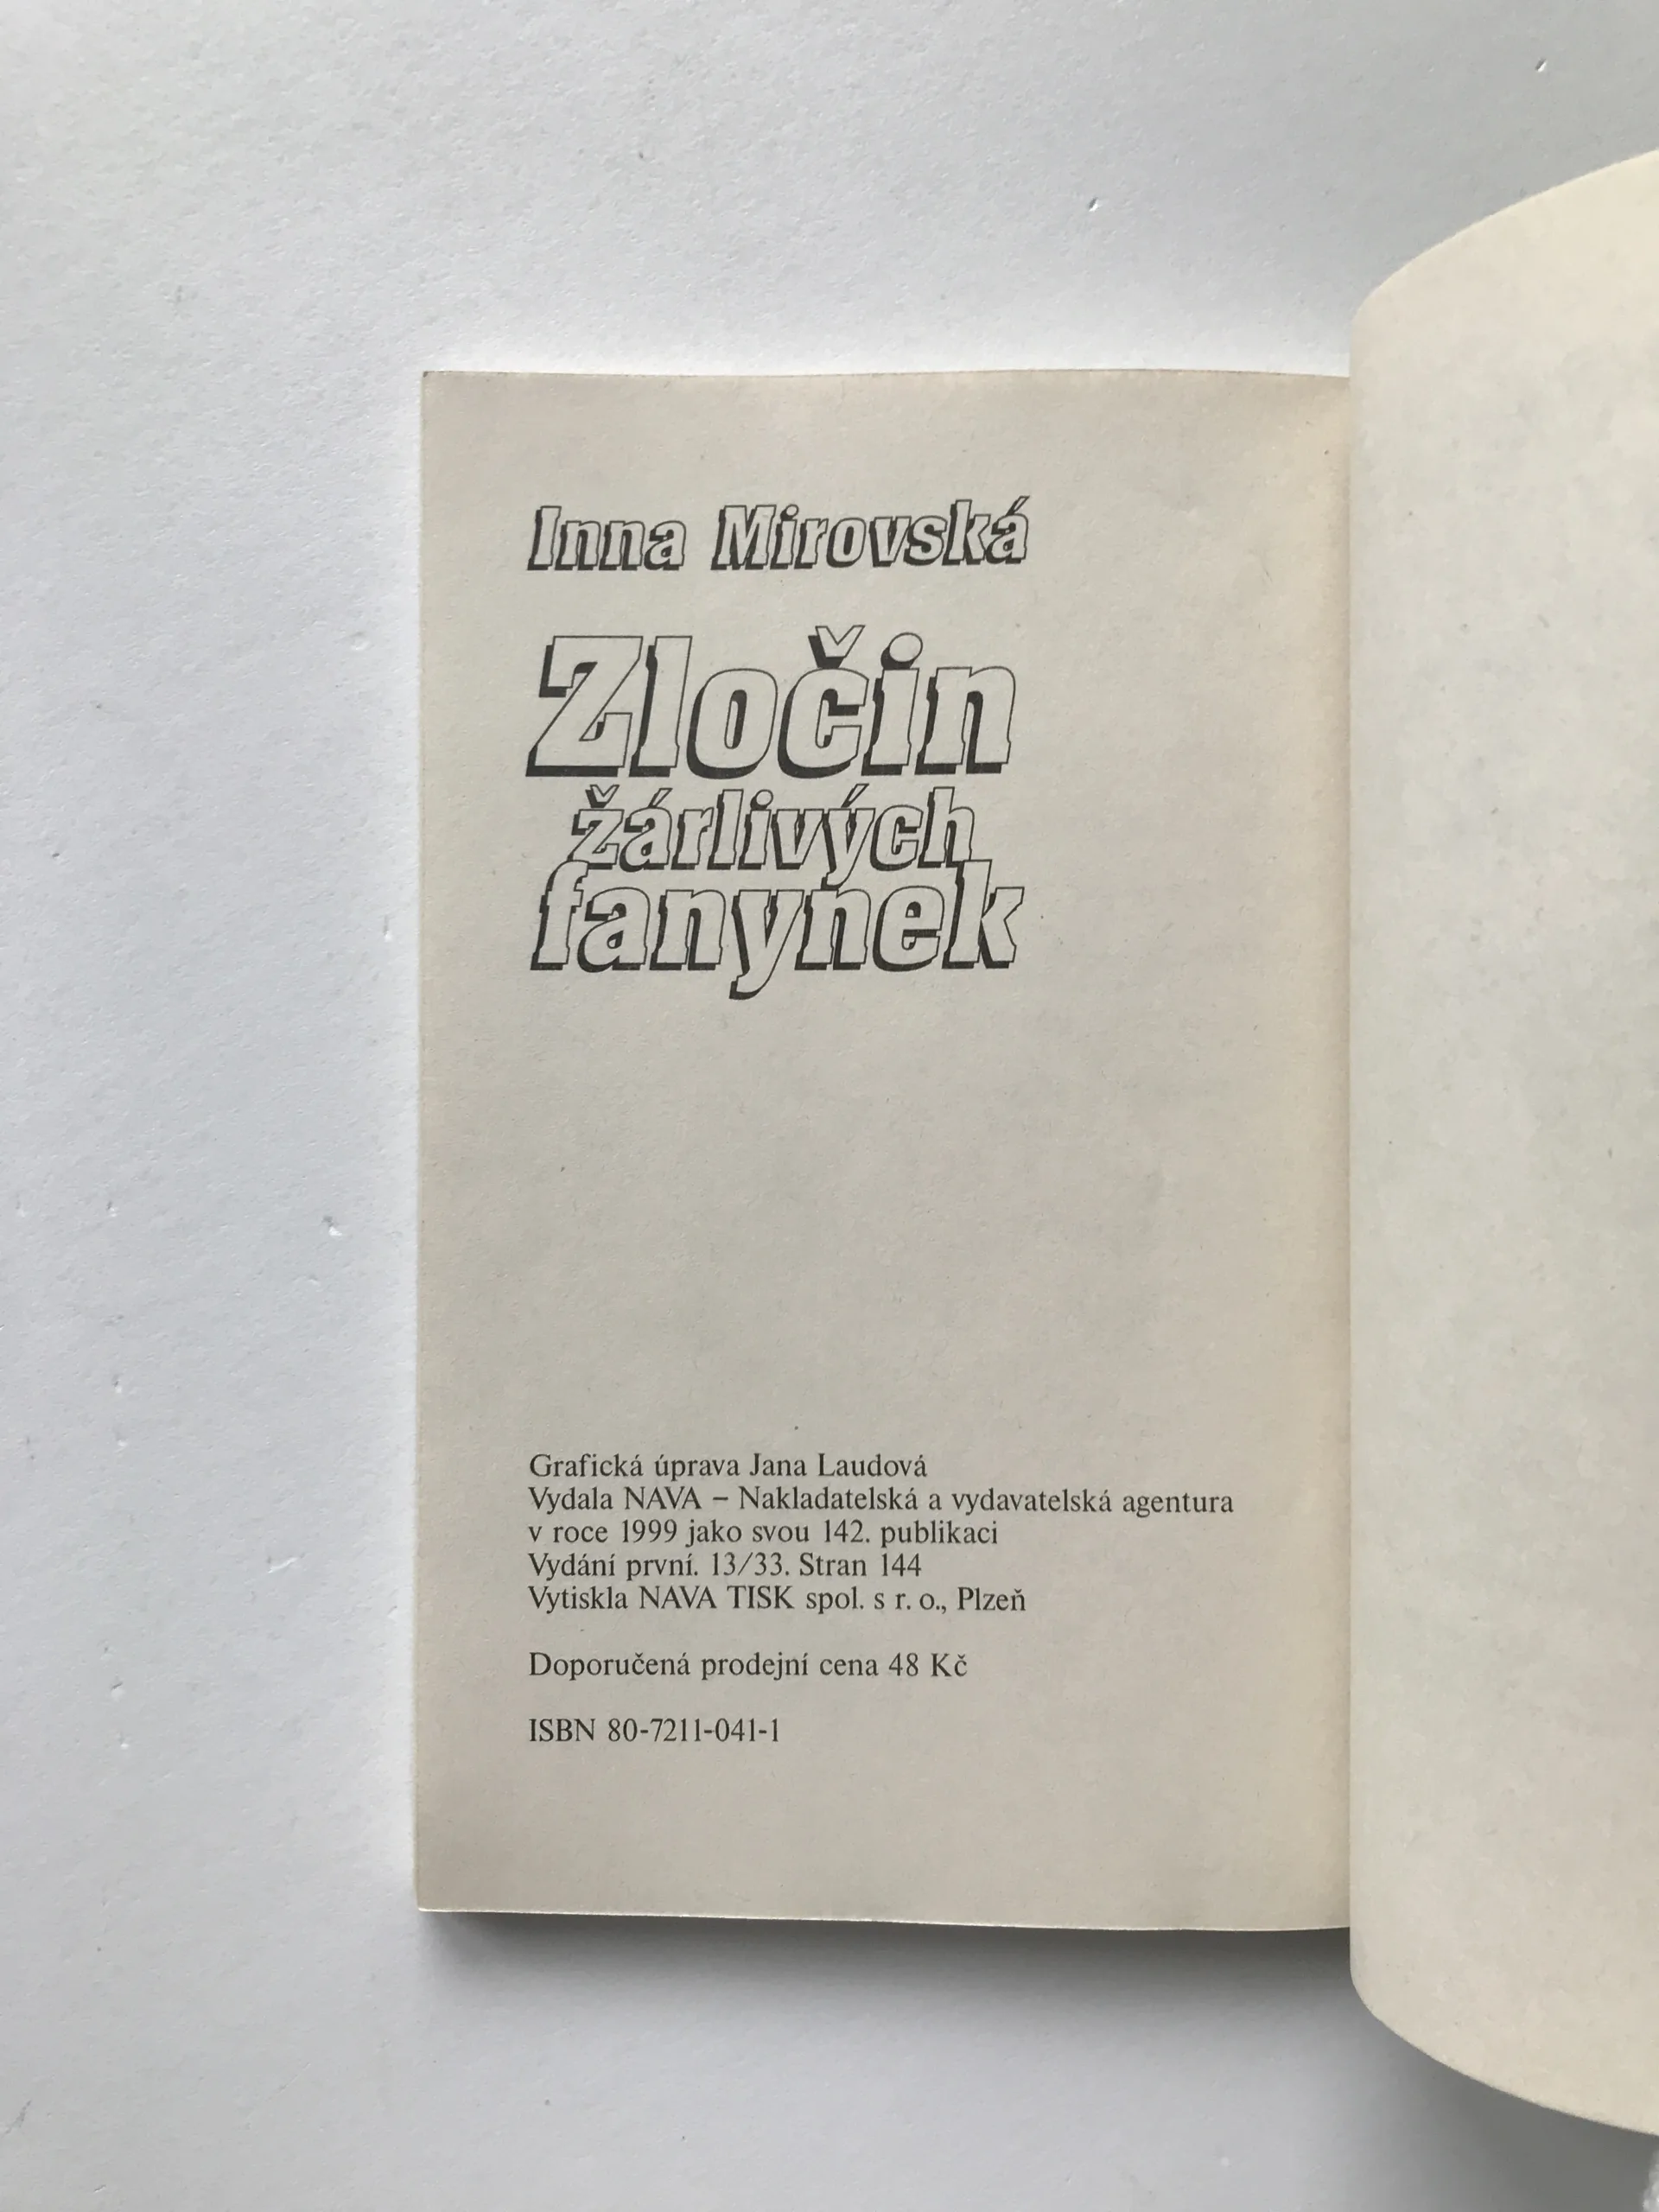 Inna Mirovská
Zločin
žárlivých
fanynek
Grafická úprava Jana Laudová
Vydala NAVA – Nakladatelská a vydavatelská agentura
v roce 1999 jako svou 142. publikaci
Vydání první. 13/33. Stran 144
Vytiskla NAVA TISK spol. s r. o., Plzeň
Doporučená prodejní cena 48 Kč
ISBN 80-7211-041-1